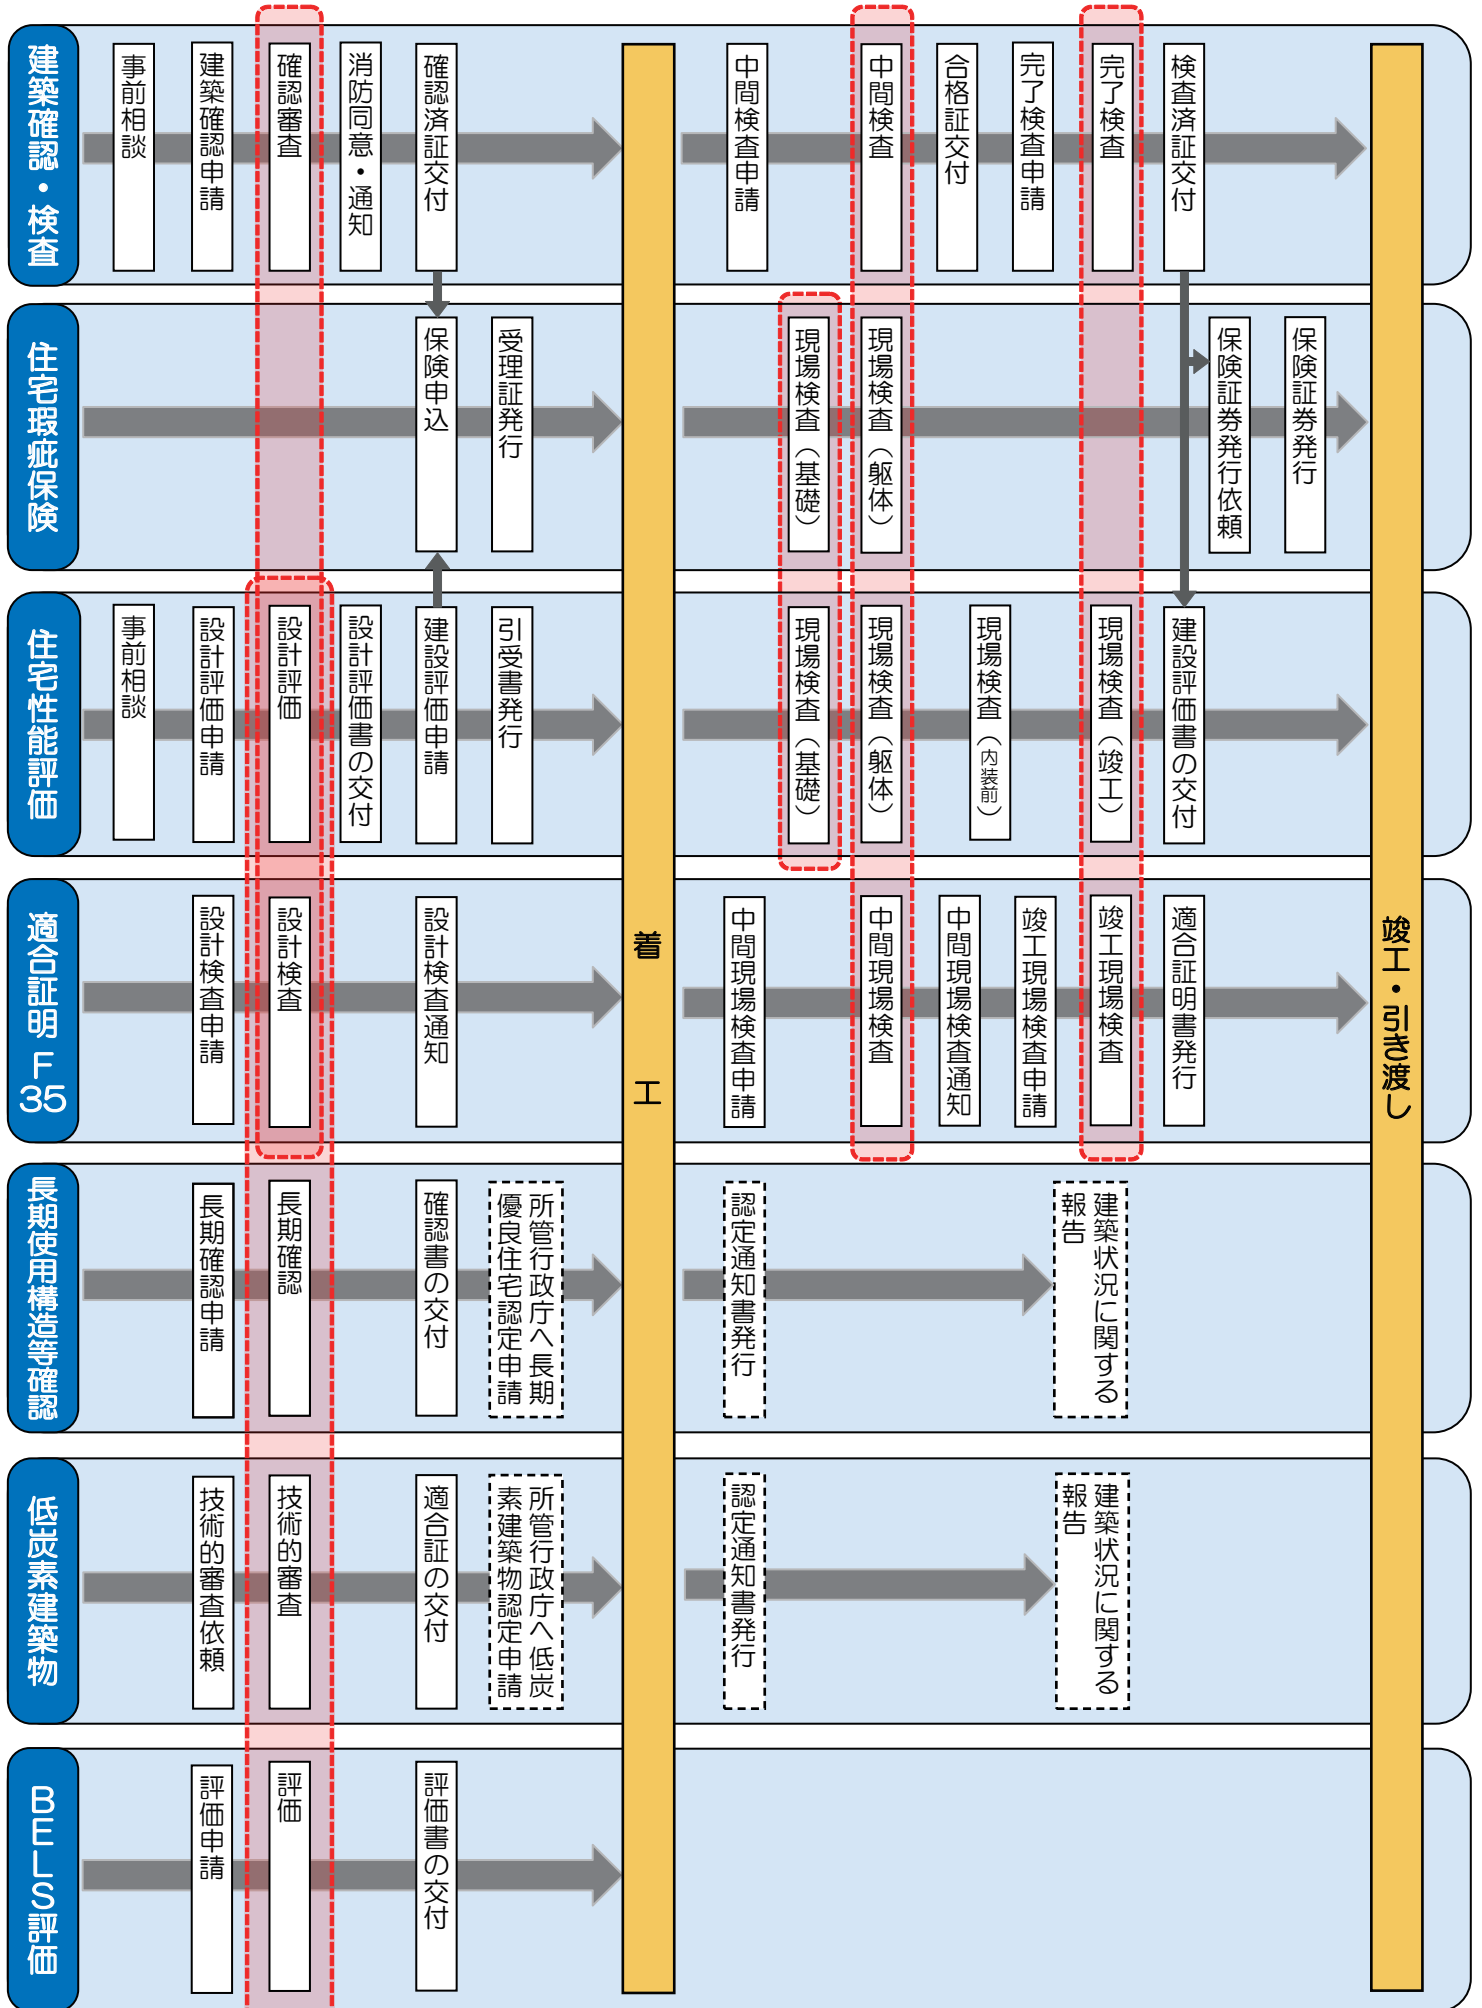 建築確認・検査
事前相談
建築確認申請
確認審査
消防同意・通知
確認済証交付
中間検査申請
中間検査
合格証交付
完了検査申請
完了検査
検査済証交付
住宅瑕疵保険
保険申込
受理証発行
現場検査（基礎）
現場検査（躯体）
保険証券発行依頼
保険証券発行
住宅性能評価
事前相談
設計評価申請
設計評価
設計評価書の交付
建設評価申請
引受書発行
現場検査（基礎）
現場検査（躯体）
現場検査（内装前）
現場検査（竣工）
建設評価書の交付
適合証明 F35
設計検査申請
設計検査
設計検査通知
中間現場検査申請
中間現場検査
中間現場検査通知
竣工現場検査申請
竣工現場検査
適合証明書発行
長期使用構造等確認
長期確認申請
長期確認
確認書の交付
所管行政庁へ長期
優良住宅認定申請
認定通知書発行
建築状況に関する
報告
低炭素建築物
技術的審査依頼
技術的審査
適合証の交付
所管行政庁へ低炭
素建築物認定申請
認定通知書発行
建築状況に関する
報告
BELS評価
評価申請
評価
評価書の交付
着工
竣工・引き渡し